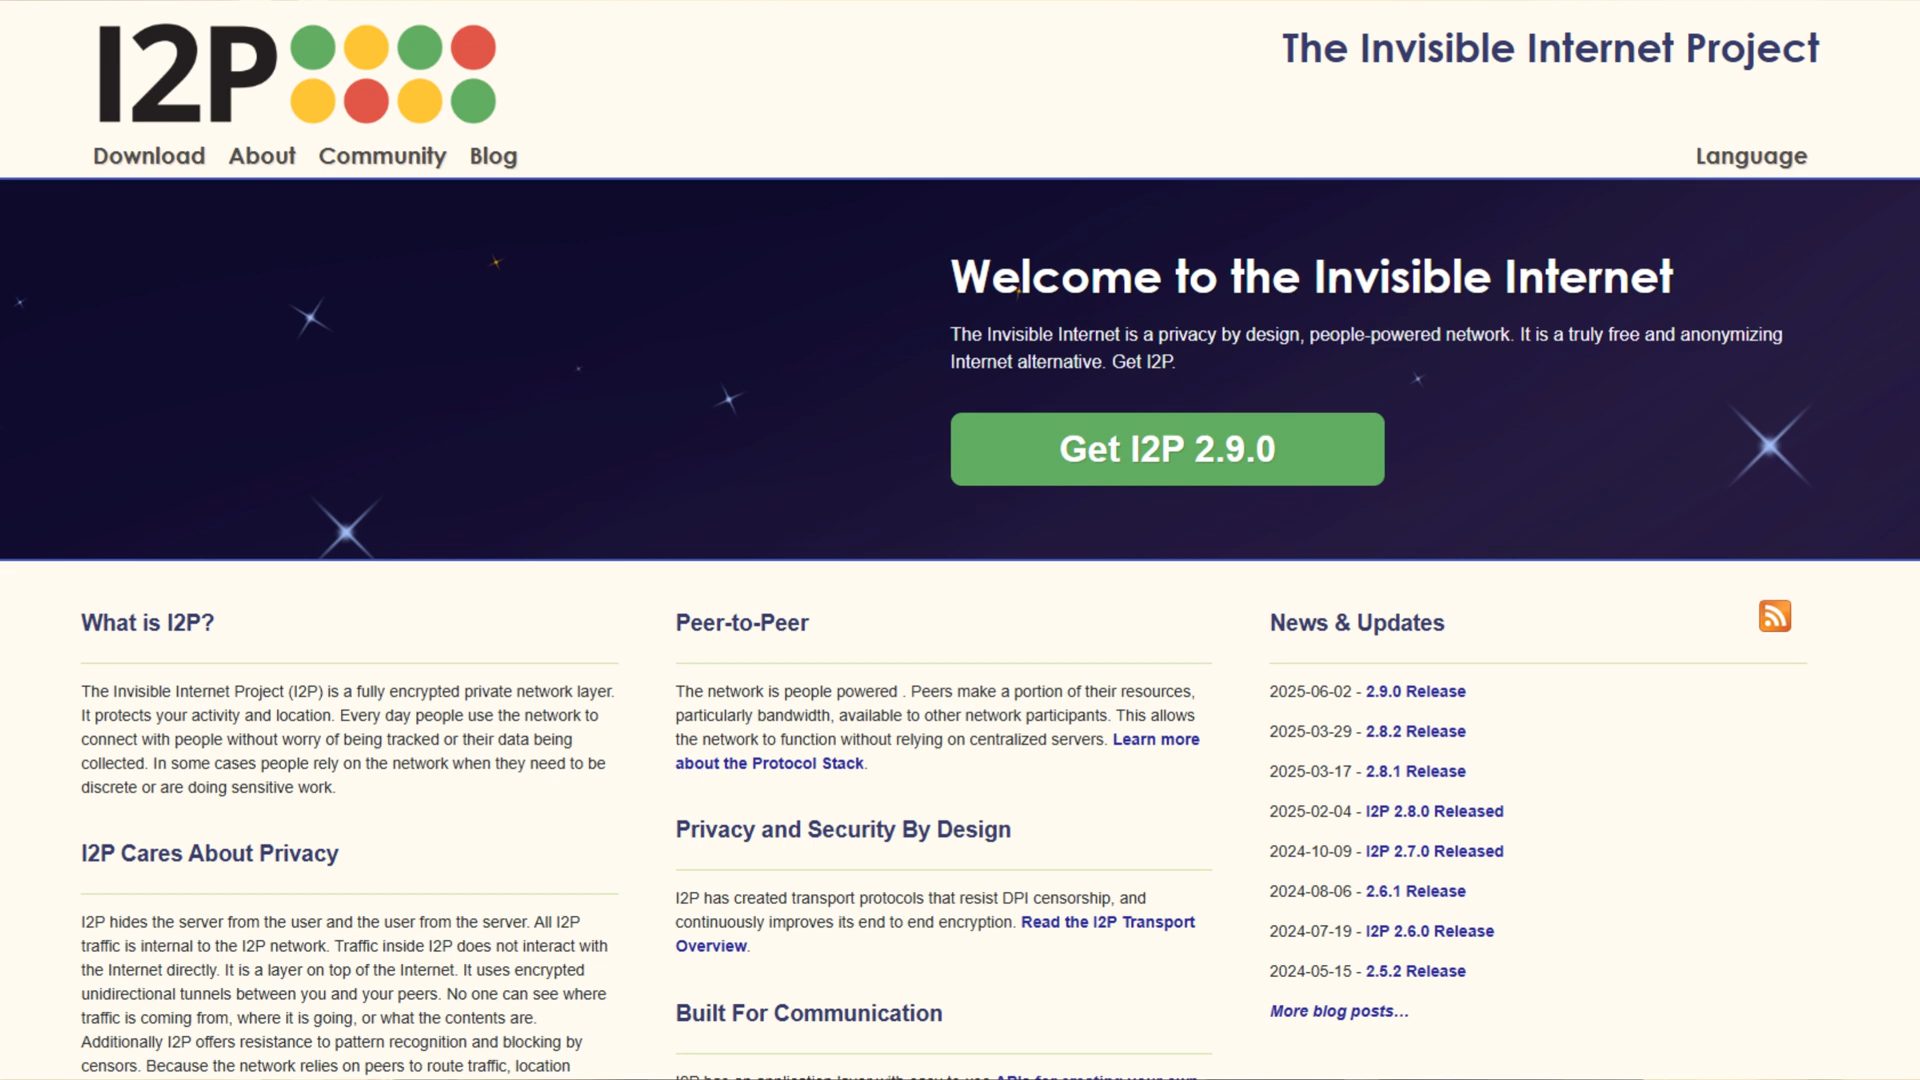 I2P
The Invisible Internet Project
Download About Community Blog
Language
Welcome to the Invisible Internet
The Invisible Internet is a privacy by design, people-powered network. It is a truly free and anonymizing
Internet alternative. Get I2P.
Get I2P 2.9.0
What is I2P?
The Invisible Internet Project (I2P) is a fully encrypted private network layer.
It protects your activity and location. Every day people use the network to
connect with people without worry of being tracked or their data being
collected. In some cases people rely on the network when they need to be
discrete or are doing sensitive work.
I2P Cares About Privacy
I2P hides the server from the user and the user from the server. All I2P
traffic is internal to the I2P network. Traffic inside I2P does not interact with
the Internet directly. It is a layer on top of the Internet. It uses encrypted
unidirectional tunnels between you and your peers. No one can see where
traffic is coming from, where it is going, or what the contents are.
Additionally I2P offers resistance to pattern recognition and blocking by
censors. Because the network relies on peers to route traffic, location
Peer-to-Peer
The network is people powered . Peers make a portion of their resources,
particularly bandwidth, available to other network participants. This allows
the network to function without relying on centralized servers. Learn more
about the Protocol Stack.
Privacy and Security By Design
I2P has created transport protocols that resist DPI censorship, and
continuously improves its end to end encryption. Read the I2P Transport
Overview.
Built For Communication
I2P has an application layer with easy to use APIs for creating your own
News & Updates
2025-06-02 - 2.9.0 Release
2025-03-29 - 2.8.2 Release
2025-03-17 - 2.8.1 Release
2025-02-04 - I2P 2.8.0 Released
2024-10-09 - I2P 2.7.0 Released
2024-08-06 - 2.6.1 Release
2024-07-19 - I2P 2.6.0 Release
2024-05-15 - 2.5.2 Release
More blog posts…